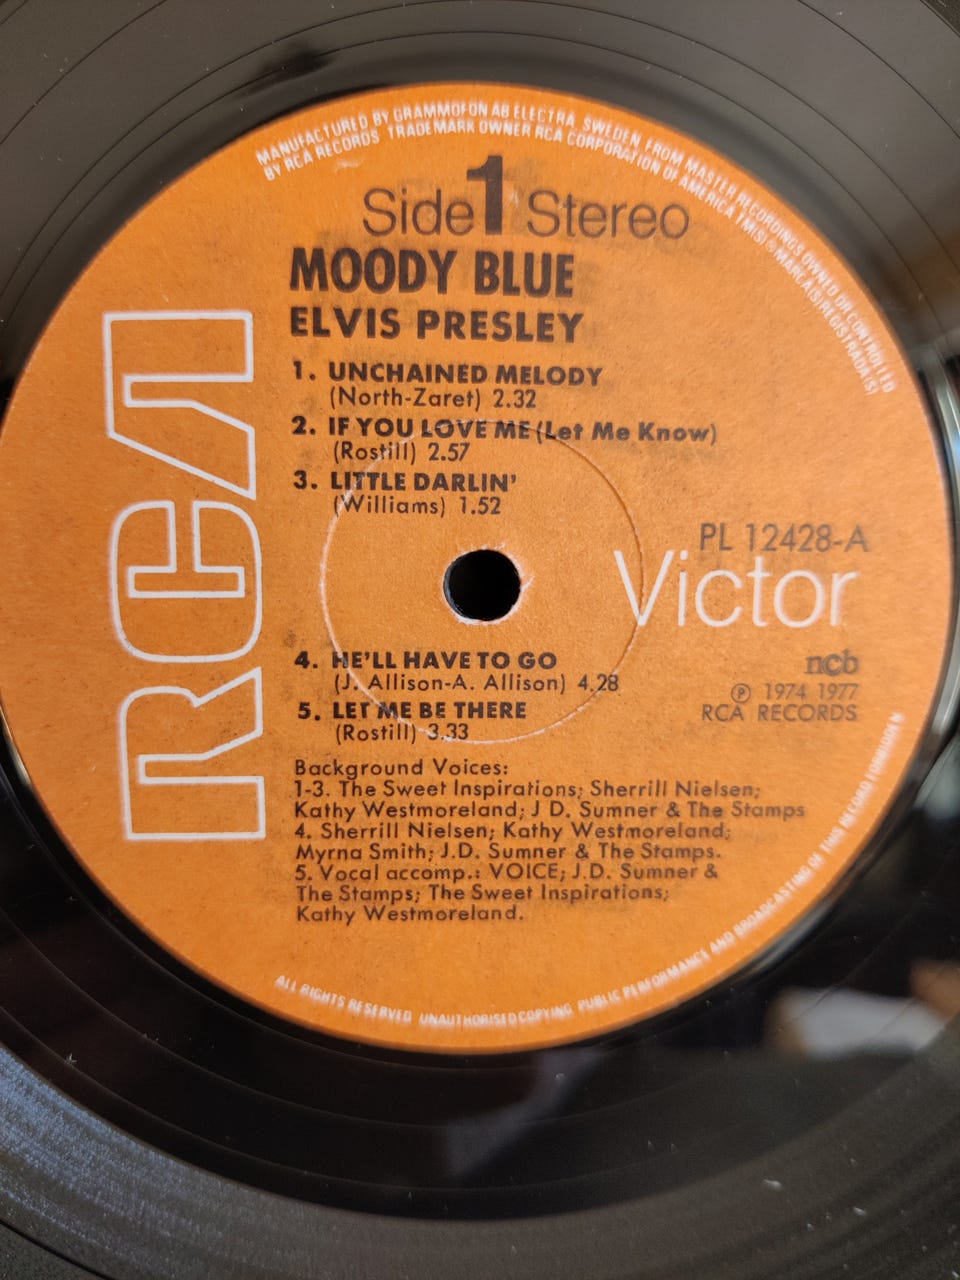 MANUFACTURED BY GRAMMOFON AB ELECTRA, SWEDEN, FROM MASTER RECORDINGS OWNED OR CONTROLLED
BY RCA RECORDS TRADEMARK OWNER RCA CORPORATION OF AMERICA TM(S) ® MARCA(S) REGISTRADA(S)
Side 1 Stereo
MOODY BLUE
ELVIS PRESLEY
1. UNCHAINED MELODY
(North-Zaret) 2.32
2. IF YOU LOVE ME (Let Me Know)
(Rostill) 2.57
3. LITTLE DARLIN'
(Williams) 1.52
RCA
PL 12428-A
Victor
4. HE'LL HAVE TO GO
(J. Allison-A. Allison) 4.28
5. LET ME BE THERE
(Rostill) 3.33
ncb
℗ 1974 1977
RCA RECORDS
Background Voices:
1-3. The Sweet Inspirations; Sherrill Nielsen;
Kathy Westmoreland; J D. Sumner & The Stamps
4. Sherrill Nielsen; Kathy Westmoreland;
Myrna Smith; J.D. Sumner & The Stamps.
5. Vocal accomp.: VOICE; J.D. Sumner &
The Stamps; The Sweet Inspirations;
Kathy Westmoreland.
ALL RIGHTS RESERVED UNAUTHORISED COPYING PUBLIC PERFORMANCE AND BROADCASTING OF THIS RECORD FORBIDDEN